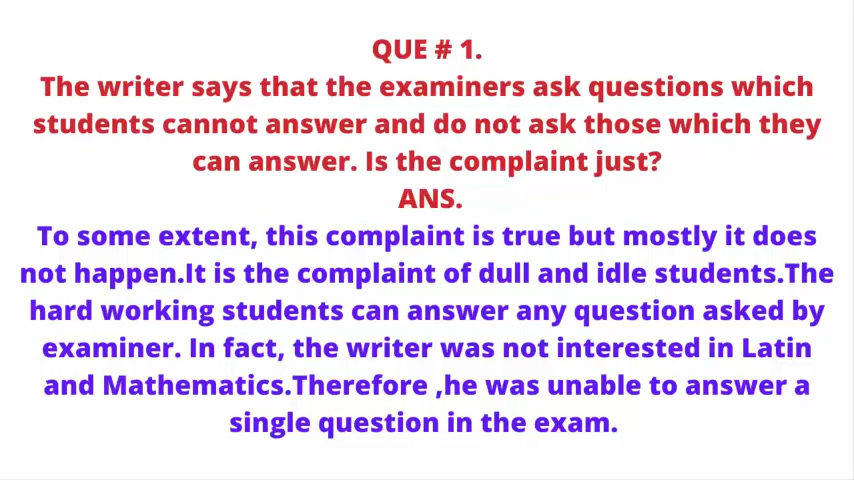 QUE # 1.
The writer says that the examiners ask questions which
students cannot answer and do not ask those which they
can answer. Is the complaint just?
ANS.
To some extent, this complaint is true but mostly it does
not happen.It is the complaint of dull and idle students.The
hard working students can answer any question asked by
examiner. In fact, the writer was not interested in Latin
and Mathematics.Therefore ,he was unable to answer a
single question in the exam.